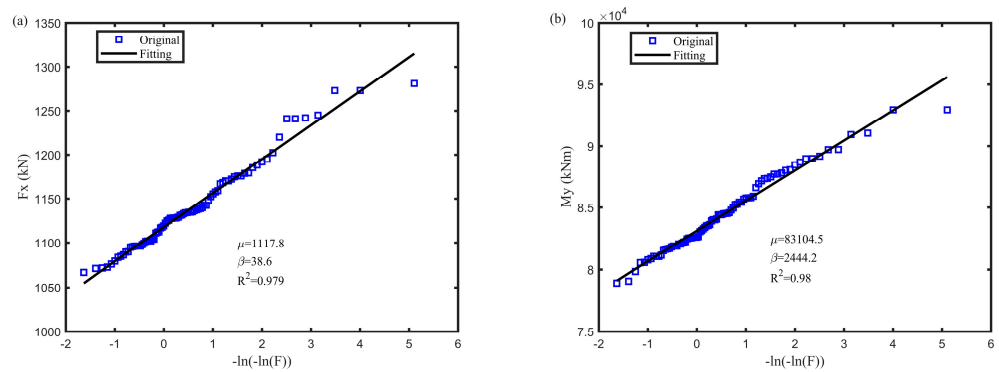 (a)
Fx (kN)
1350
1300
1250
1200
1150
1100
1050
1000
Original
Fitting
μ=1117.8
β=38.6
R²=0.979
-2 -1 0 1 2 3 4 5 6
-ln(-ln(F))
(b)
×10⁴
My (kNm)
10
9.5
9
8.5
8
7.5
Original
Fitting
μ=83104.5
β=2444.2
R²=0.98
-2 -1 0 1 2 3 4 5 6
-ln(-ln(F))